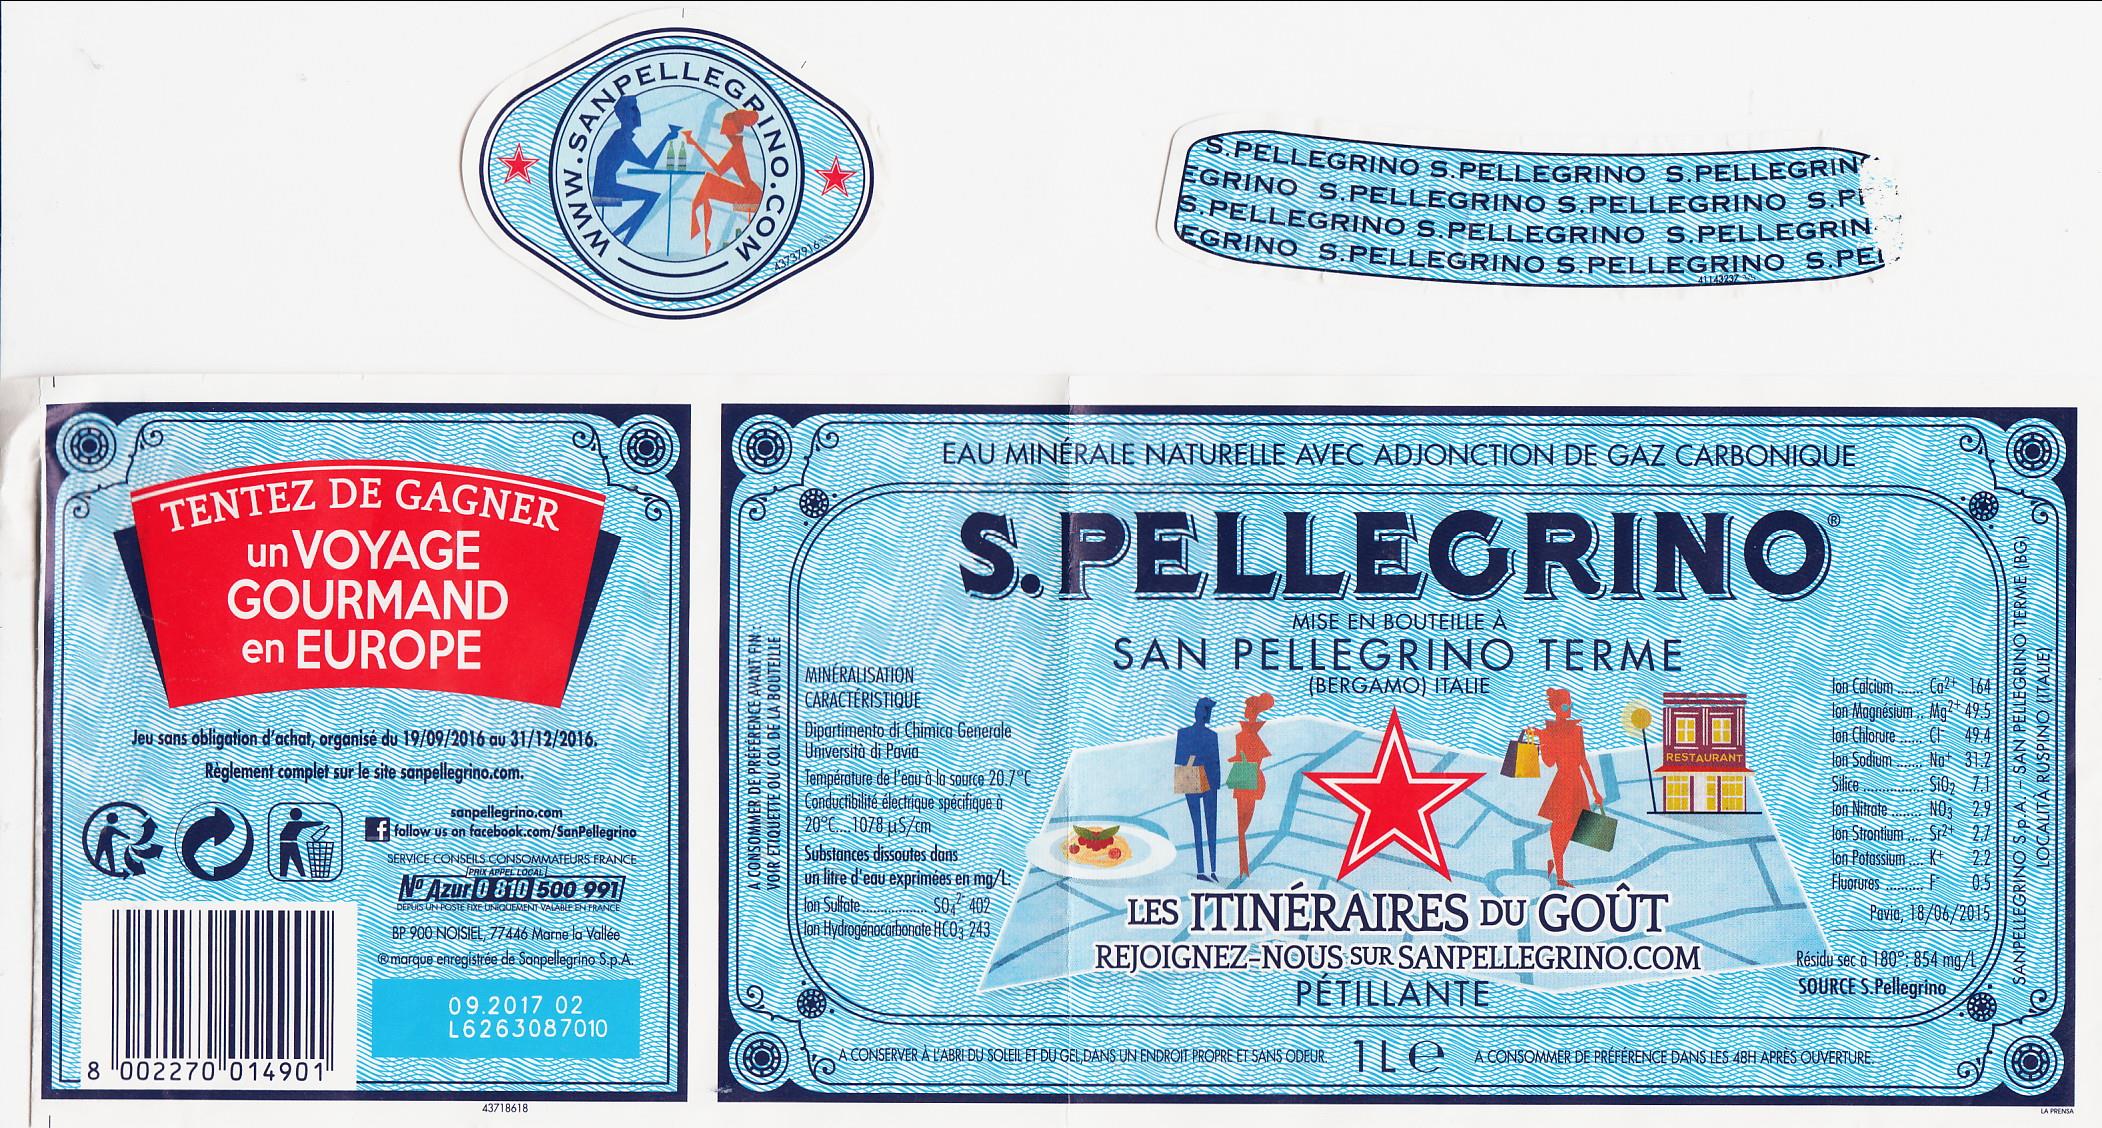 WWW.SANPELLEGRINO.COM
43737916
S.PELLEGRINO S.PELLEGRINO S.PELLEGRIN
EGRINO S.PELLEGRINO S.PELLEGRINO S.P
S.PELLEGRINO S.PELLEGRINO S.PELLEGRIN
EGRINO S.PELLEGRINO S.PELLEGRINO S.PEL
41143237
TENTEZ DE GAGNER
un VOYAGE
GOURMAND
en EUROPE
Jeu sans obligation d'achat, organisé du 19/09/2016 au 31/12/2016.
Règlement complet sur le site sanpellegrino.com.
sanpellegrino.com
f follow us on facebook.com/SanPellegrino
SERVICE CONSEILS CONSOMMATEURS FRANCE
PRIX APPEL LOCAL
N° Azur 0 810 500 991
DEPUIS UN POSTE FIXE UNIQUEMENT VALABLE EN FRANCE
BP 900 NOISIEL, 77446 Marne la Vallée
® marque enregistrée de Sanpellegrino S.p.A.
09.2017 02
L6263087010
8 002270 014901
43718618
A CONSOMMER DE PREFERENCE AVANT FIN :
VOIR ETIQUETTE OU COL DE LA BOUTEILLE
EAU MINÉRALE NATURELLE AVEC ADJONCTION DE GAZ CARBONIQUE
S.PELLEGRINO®
MISE EN BOUTEILLE À
SAN PELLEGRINO TERME
(BERGAMO) ITALIE
MINÉRALISATION
CARACTÉRISTIQUE
Dipartimento di Chimica Generale
Università di Pavia
Température de l'eau à la source 20.7°C
Conductibilité électrique spécifique à
20°C....1078 µS/cm
Substances dissoutes dans
un litre d'eau exprimées en mg/L:
Ion Sulfate.................. SO₄²⁻ 402
Ion Hydrogénocarbonate HCO₃⁻ 243
RESTAURANT
LES ITINÉRAIRES DU GOÛT
REJOIGNEZ-NOUS SUR SANPELLEGRINO.COM
PÉTILLANTE
Ion Calcium ....... Ca²⁺ 164
Ion Magnésium .. Mg²⁺ 49.5
Ion Chlorure ...... Cl⁻ 49.4
Ion Sodium ....... Na⁺ 31.2
Silice ................ SiO₂ 7.1
Ion Nitrate ........ NO₃⁻ 2.9
Ion Strontium .... Sr²⁺ 2.7
Ion Potassium .... K⁺ 2.2
Fluorures .......... F⁻ 0.5
Pavia, 18/06/2015
Résidu sec à 180°: 854 mg/L
SOURCE S.Pellegrino
SANPELLEGRINO S.p.A. - SAN PELLEGRINO TERME (BG)
LOCALITÀ RUSPINO (ITALIE)
A CONSERVER À L'ABRI DU SOLEIL ET DU GEL,DANS UN ENDROIT PROPRE ET SANS ODEUR.
1 L ℮
A CONSOMMER DE PRÉFÉRENCE DANS LES 48H APRÈS OUVERTURE.
LA PRENSA